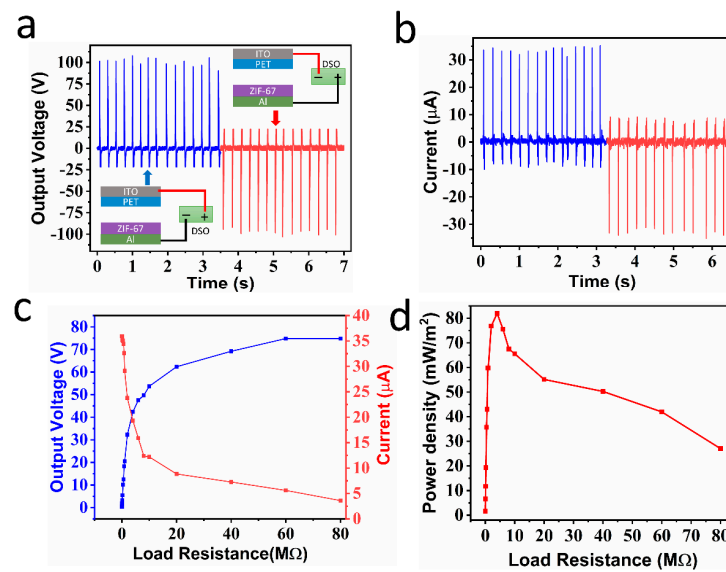 a
Output Voltage (V)
100
75
50
25
0
-25
-50
-75
-100
0 1 2 3 4 5 6 7
Time (s)
ITO
PET
DSO
− +
ZIF-67
Al
ITO
PET
ZIF-67
Al
− +
DSO
b
Current (μA)
30
20
10
0
-10
-20
-30
0 1 2 3 4 5 6
Time (s)
c
Output Voltage (V)
80
70
60
50
40
30
20
10
0
Current (μA)
40
35
30
25
20
15
10
5
0
0 20 40 60 80
Load Resistance(MΩ)
d
Power density (mW/m²)
80
70
60
50
40
30
20
10
0
0 10 20 30 40 50 60 70 80
Load Resistance (MΩ)